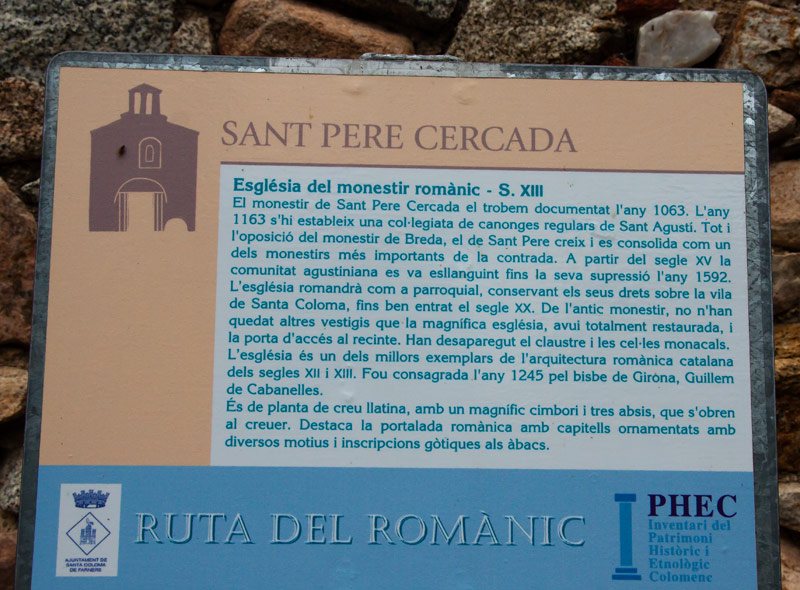 SANT PERE CERCADA
Església del monestir romànic - S. XIII
El monestir de Sant Pere Cercada el trobem documentat l'any 1063. L'any
1163 s'hi estableix una col·legiata de canonges regulars de Sant Agustí. Tot i
l'oposició del monestir de Breda, el de Sant Pere creix i es consolida com un
dels monestirs més importants de la contrada. A partir del segle XV la
comunitat agustiniana es va esllanguint fins la seva supressió l'any 1592.
L'església romandrà com a parroquial, conservant els seus drets sobre la vila
de Santa Coloma, fins ben entrat el segle XX. De l'antic monestir, no n'han
quedat altres vestigis que la magnífica església, avui totalment restaurada, i
la porta d'accés al recinte. Han desaparegut el claustre i les cel·les monacals.
L'església és un dels millors exemplars de l'arquitectura romànica catalana
dels segles XII i XIII. Fou consagrada l'any 1245 pel bisbe de Girona, Guillem
de Cabanelles.
És de planta de creu llatina, amb un magnífic cimbori i tres absis, que s'obren
al creuer. Destaca la portalada romànica amb capitells ornamentats amb
diversos motius i inscripcions gòtiques als àbacs.
AJUNTAMENT DE
SANTA COLOMA
DE FARNERS
RUTA DEL ROMÀNIC
PHEC
Inventari del
Patrimoni
Històric i
Etnològic
Colomenc